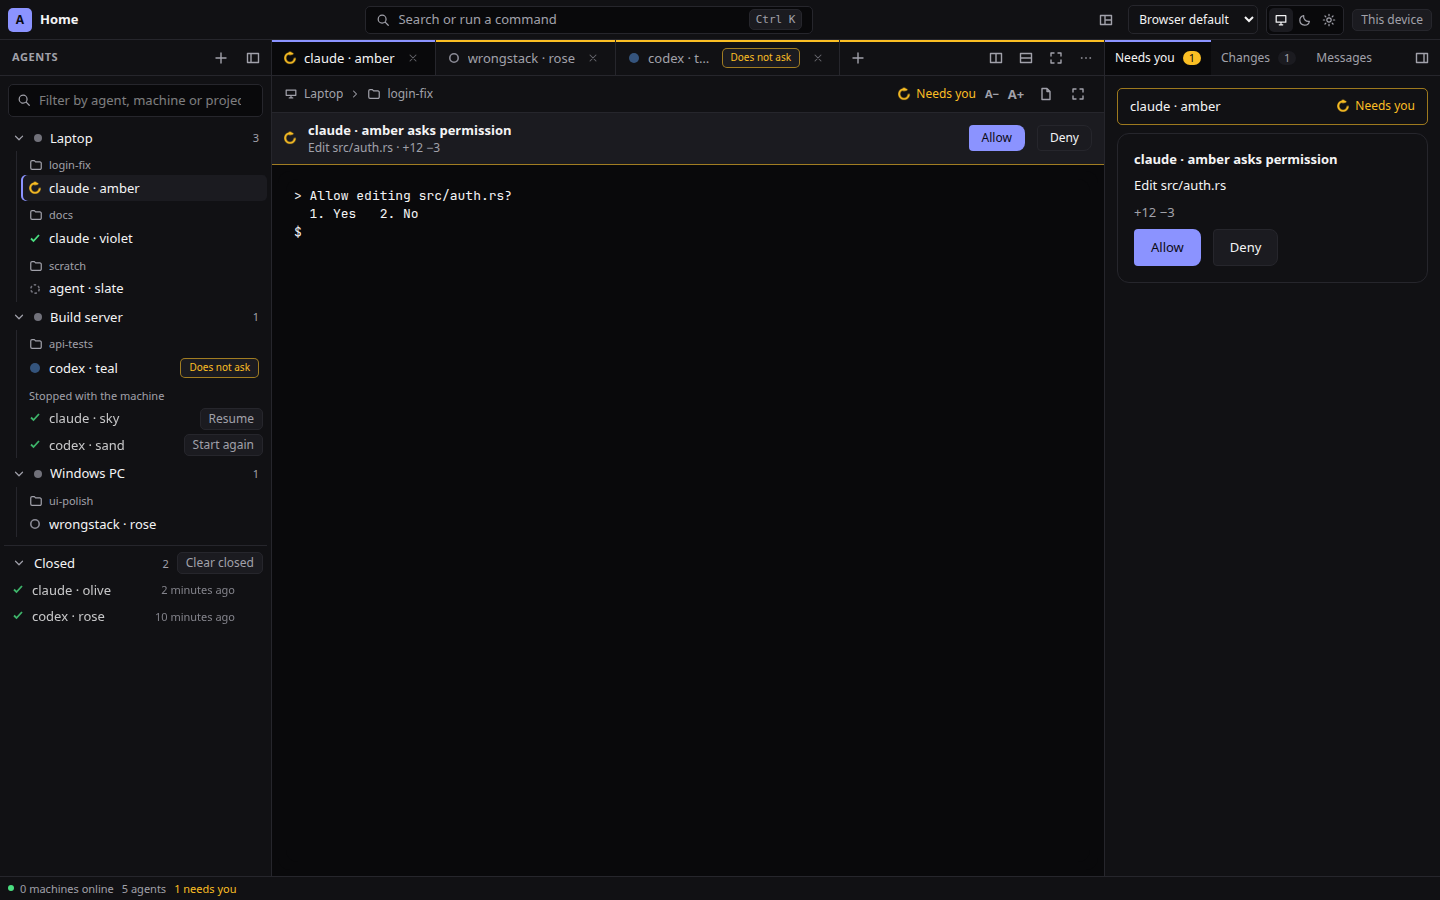 A Home
Search or run a command Ctrl K
Browser default
This device
AGENTS
Filter by agent, machine or projec
Laptop 3
login-fix
claude · amber
docs
claude · violet
scratch
agent · slate
Build server 1
api-tests
codex · teal Does not ask
Stopped with the machine
claude · sky Resume
codex · sand Start again
Windows PC 1
ui-polish
wrongstack · rose
Closed 2 Clear closed
claude · olive 2 minutes ago
codex · rose 10 minutes ago
claude · amber
wrongstack · rose
codex · t... Does not ask
Laptop login-fix
Needs you A− A+
claude · amber asks permission
Edit src/auth.rs · +12 −3
Allow Deny
> Allow editing src/auth.rs?
1. Yes 2. No
$
Needs you 1 Changes 1 Messages
claude · amber Needs you
claude · amber asks permission
Edit src/auth.rs
+12 −3
Allow Deny
0 machines online 5 agents 1 needs you